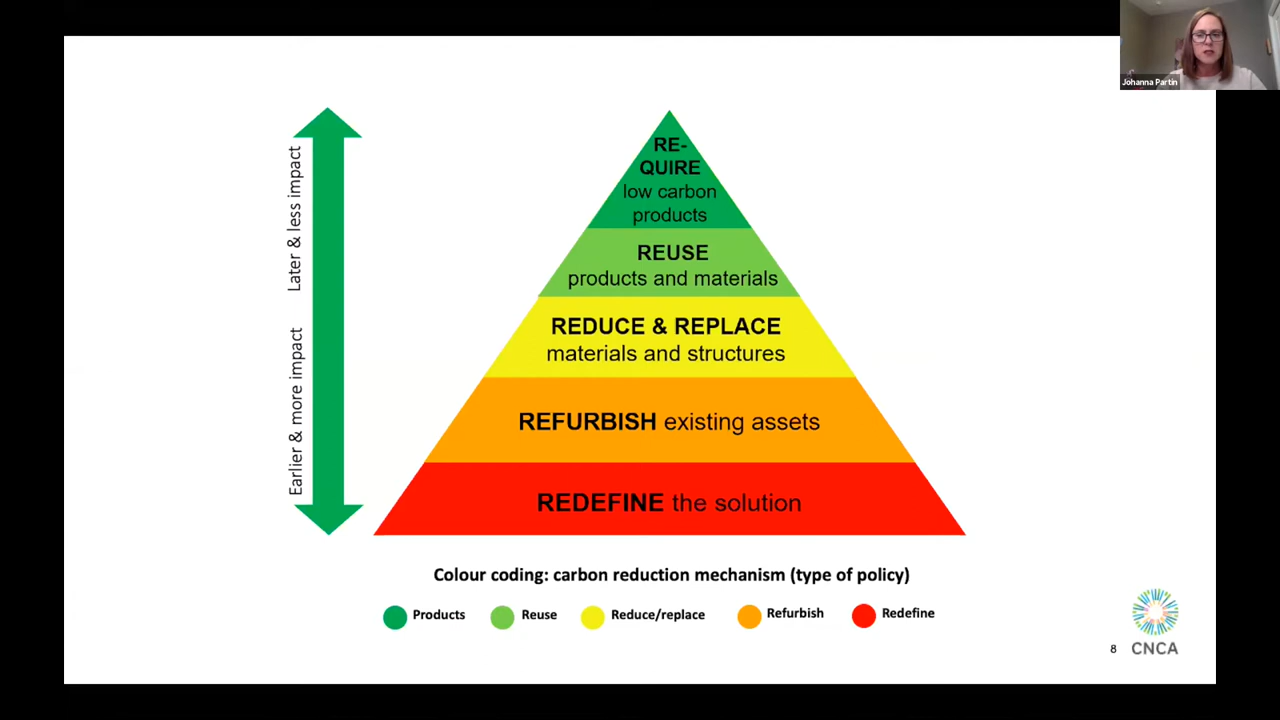 Johanna Partin
RE-
QUIRE
low carbon
products
REUSE
products and materials
REDUCE & REPLACE
materials and structures
REFURBISH existing assets
REDEFINE the solution
Later & less impact
Earlier & more impact
Colour coding: carbon reduction mechanism (type of policy)
Products Reuse Reduce/replace Refurbish Redefine
8 CNCA